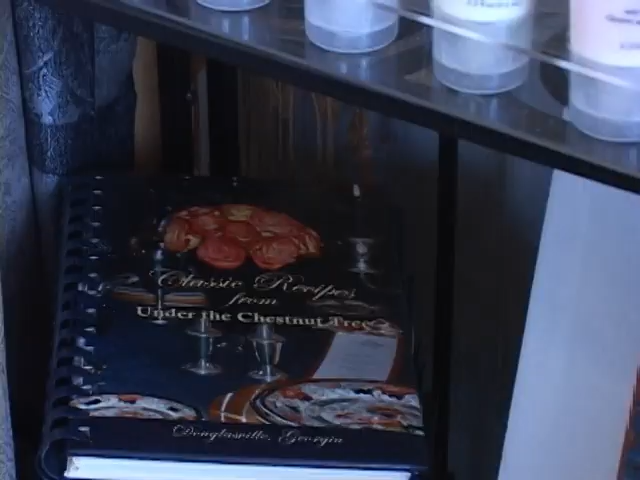 Classic Recipes
from
Under the Chestnut Tree
Douglasville, Georgia